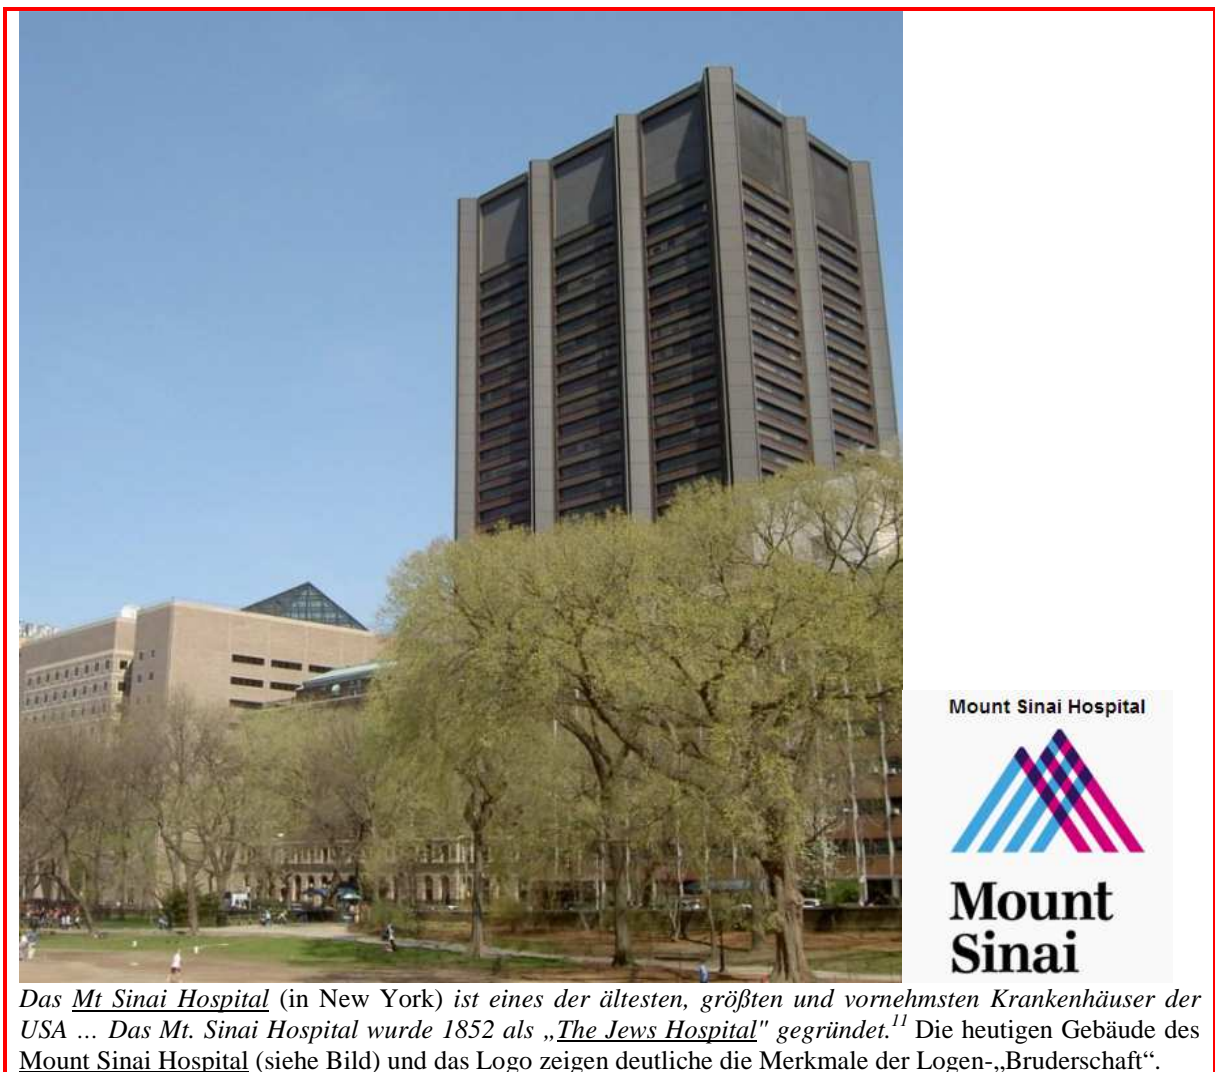 Mount Sinai Hospital
Mount
Sinai
Das Mt Sinai Hospital (in New York) ist eines der ältesten, größten und vornehmsten Krankenhäuser der
USA ... Das Mt. Sinai Hospital wurde 1852 als „The Jews Hospital" gegründet.11 Die heutigen Gebäude des
Mount Sinai Hospital (siehe Bild) und das Logo zeigen deutliche die Merkmale der Logen-„Bruderschaft“.